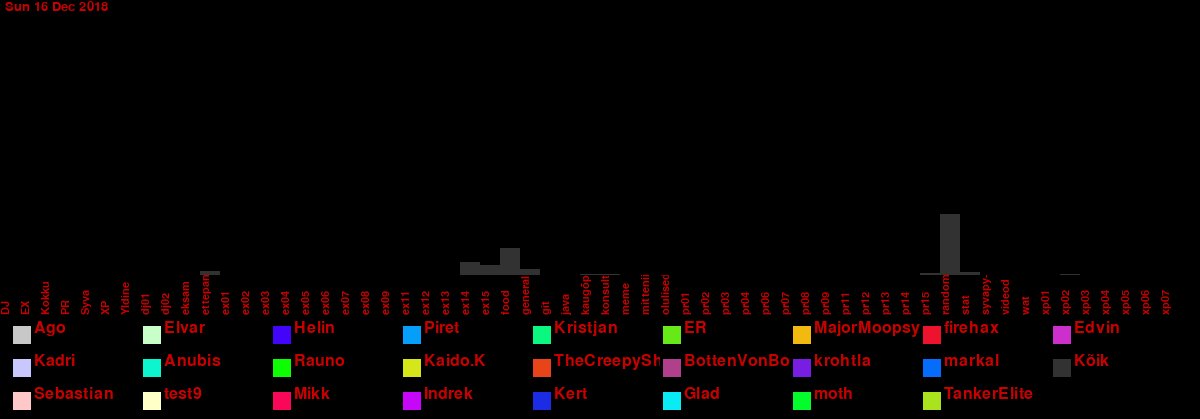 Sun 16 Dec 2018
DJ
EX
Kokku
PR
Syva
XP
Yldine
dj01
dj02
eksam
ettepan
ex01
ex02
ex03
ex04
ex05
ex06
ex07
ex08
ex09
ex11
ex12
ex13
ex14
ex15
food
general
git
java
kaugõp
konsult
meme
mittenii
olulised
pr01
pr02
pr03
pr04
pr06
pr07
pr08
pr09
pr11
pr12
pr13
pr14
pr15
random
stat
syvapy-
videod
wat
xp01
xp02
xp03
xp04
xp05
xp06
xp07
Ago Elvar Helin Piret Kristjan ER MajorMoopsy firehax Edvin
Kadri Anubis Rauno Kaido.K TheCreepySh BottenVonBo krohtla markal Kõik
Sebastian test9 Mikk Indrek Kert Glad moth TankerElite